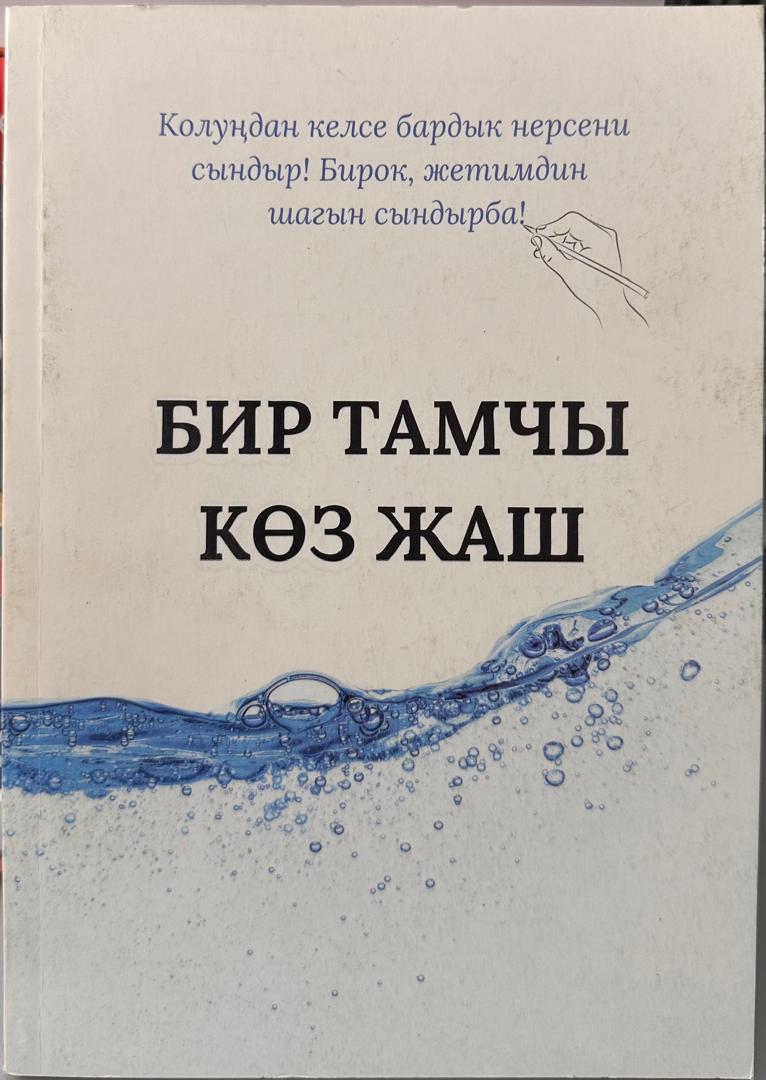 Колуңдан келсе бардык нерсени
сындыр! Бирок, жетимдин
шагын сындырба!
БИР ТАМЧЫ
КӨЗ ЖАШ